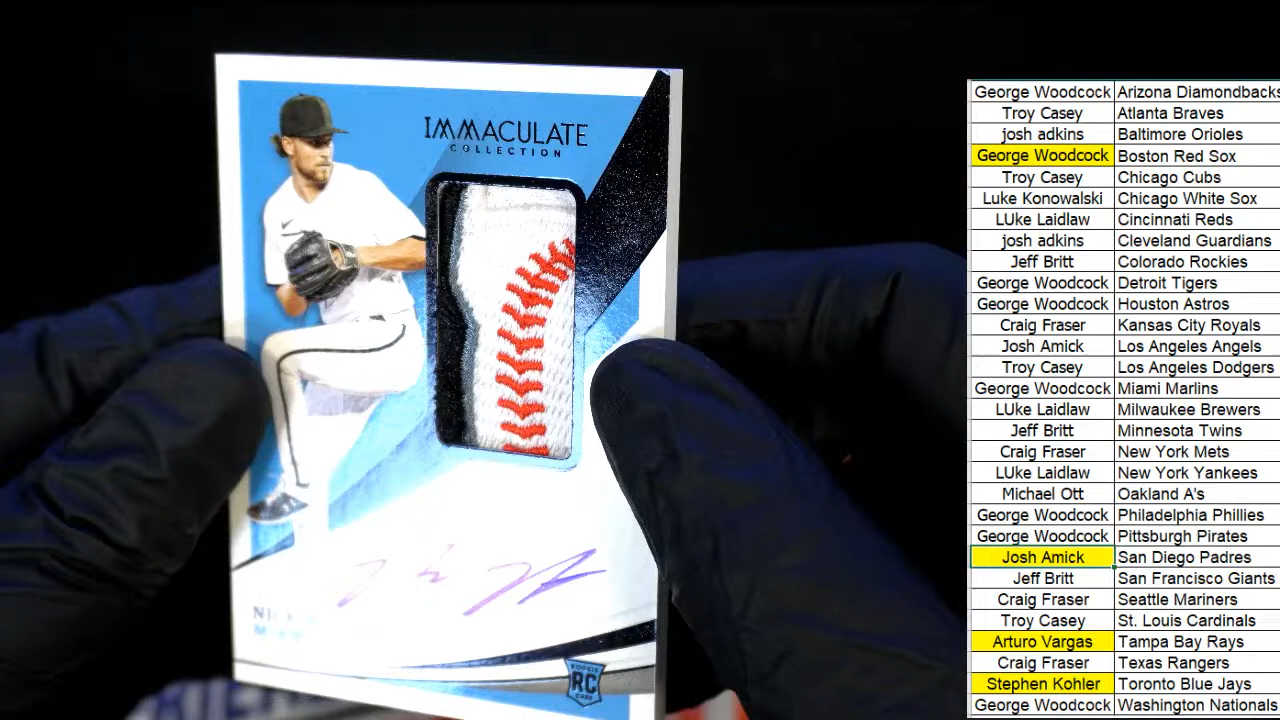 IMMACULATE
COLLECTION
ROOKIE
RC
CARD
George Woodcock Arizona Diamondbacks
Troy Casey Atlanta Braves
josh adkins Baltimore Orioles
George Woodcock Boston Red Sox
Troy Casey Chicago Cubs
Luke Konowalski Chicago White Sox
LUke Laidlaw Cincinnati Reds
josh adkins Cleveland Guardians
Jeff Britt Colorado Rockies
George Woodcock Detroit Tigers
George Woodcock Houston Astros
Craig Fraser Kansas City Royals
Josh Amick Los Angeles Angels
Troy Casey Los Angeles Dodgers
George Woodcock Miami Marlins
LUke Laidlaw Milwaukee Brewers
Jeff Britt Minnesota Twins
Craig Fraser New York Mets
LUke Laidlaw New York Yankees
Michael Ott Oakland A's
George Woodcock Philadelphia Phillies
George Woodcock Pittsburgh Pirates
Josh Amick San Diego Padres
Jeff Britt San Francisco Giants
Craig Fraser Seattle Mariners
Troy Casey St. Louis Cardinals
Arturo Vargas Tampa Bay Rays
Craig Fraser Texas Rangers
Stephen Kohler Toronto Blue Jays
George Woodcock Washington Nationals